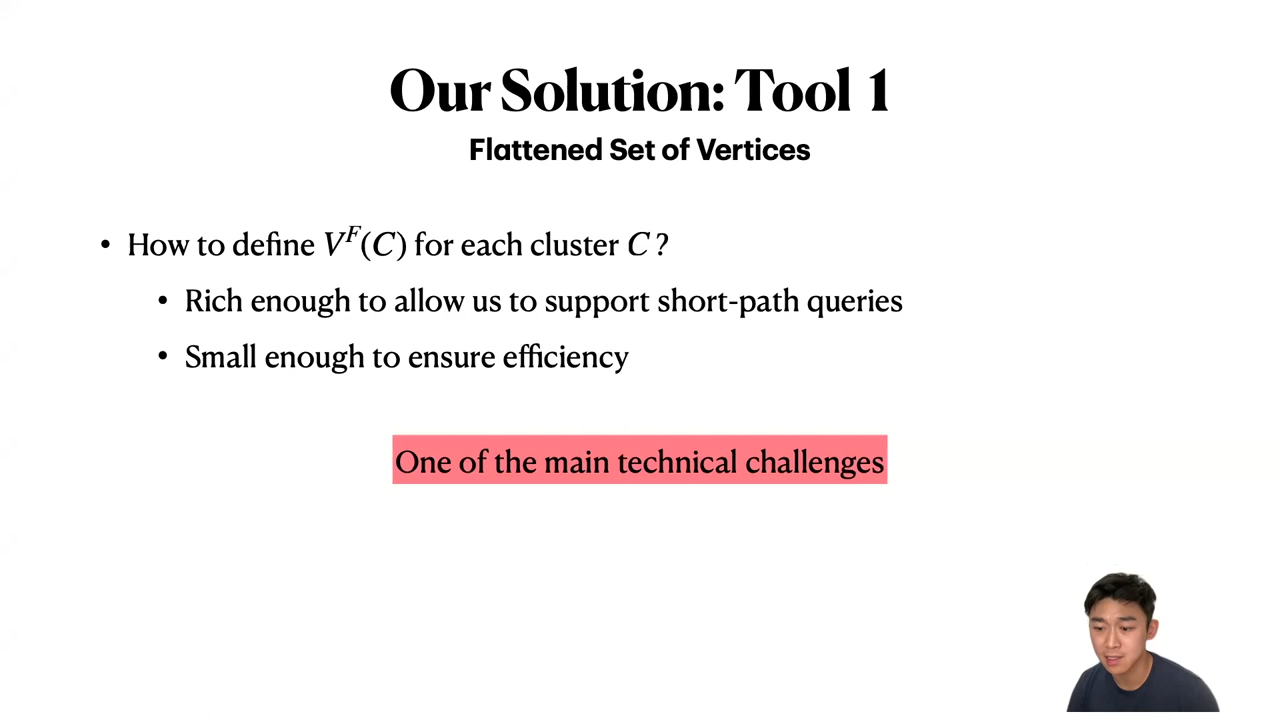 Our Solution: Tool 1
Flattened Set of Vertices
• How to define V^F(C) for each cluster C ?
• Rich enough to allow us to support short-path queries
• Small enough to ensure efficiency
One of the main technical challenges